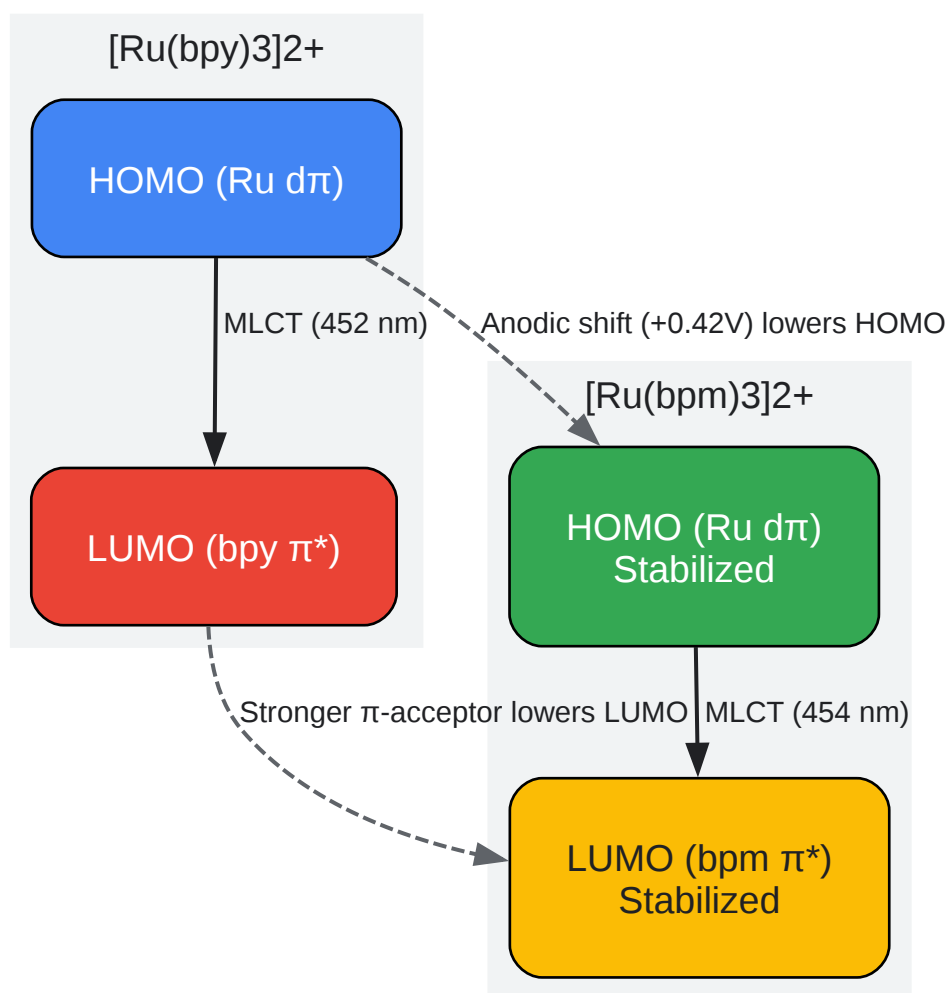 [Ru(bpy)3]2+
HOMO (Ru dπ)
MLCT (452 nm)
Anodic shift (+0.42V) lowers HOMO
[Ru(bpm)3]2+
LUMO (bpy π*)
HOMO (Ru dπ)
Stabilized
Stronger π-acceptor lowers LUMO
MLCT (454 nm)
LUMO (bpm π*)
Stabilized